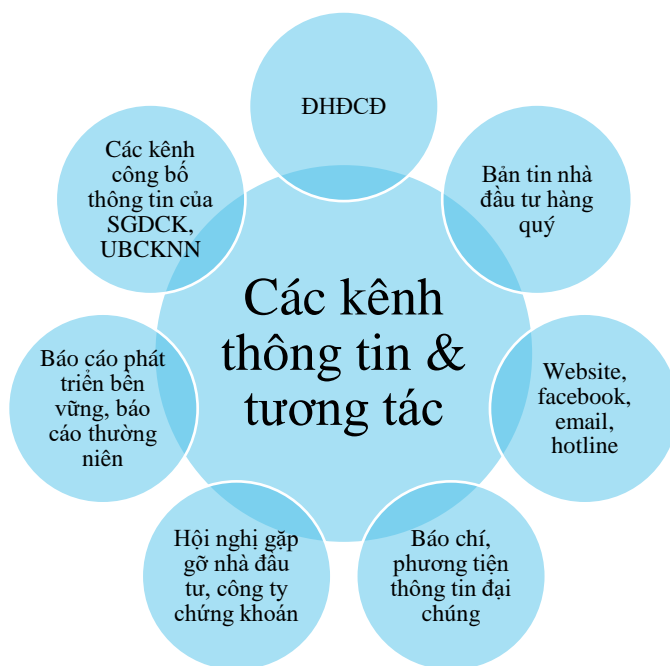 ĐHĐCĐ
Bản tin nhà
đầu tư hàng
quý
Website,
facebook,
email,
hotline
Báo chí,
phương tiện
thông tin đại
chúng
Hội nghị gặp
gỡ nhà đầu
tư, công ty
chứng khoán
Báo cáo phát
triển bền
vững, báo
cáo thường
niên
Các kênh
công bố
thông tin của
SGDCK,
UBCKNN
Các kênh
thông tin &
tương tác